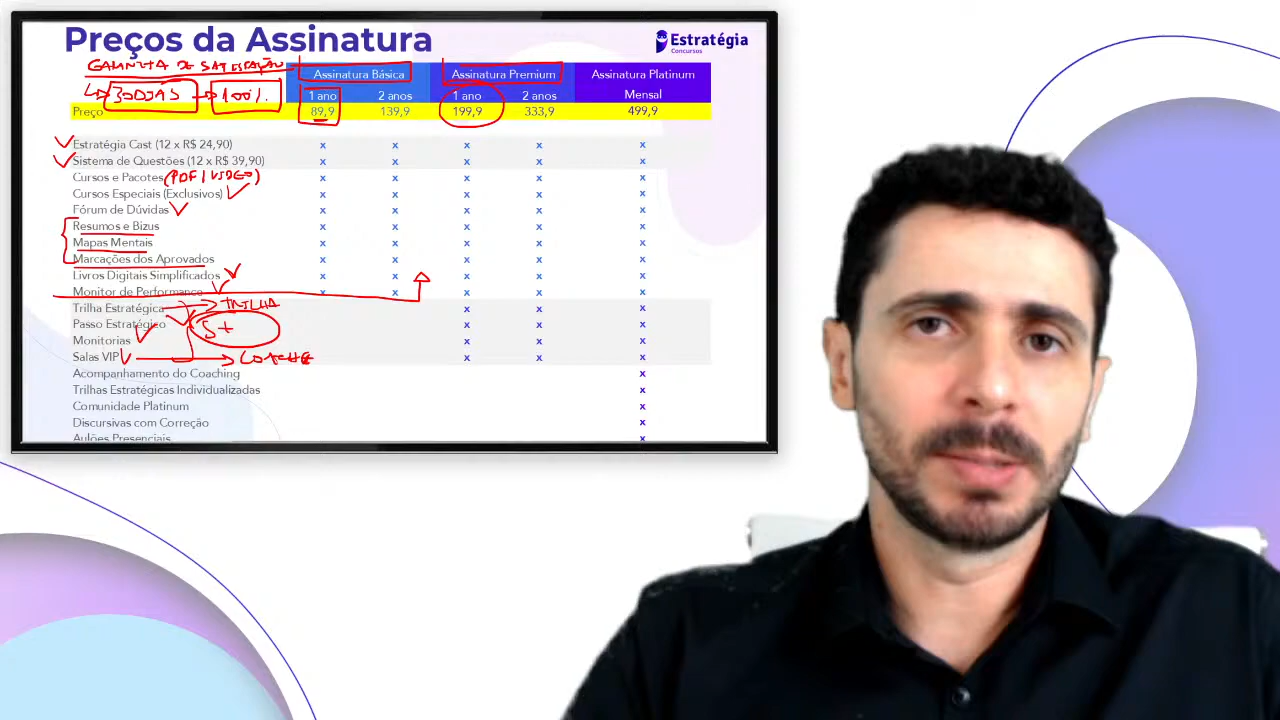 Preços da Assinatura
Estratégia
Concursos
GARANTIA DE SATISFAÇÃO
30 DIAS → 100%
Assinatura Básica Assinatura Premium Assinatura Platinum
1 ano 2 anos 1 ano 2 anos Mensal
Preço 89,9 139,9 199,9 333,9 499,9
Estratégia Cast (12 x R$ 24,90) x x x x x
Sistema de Questões (12 x R$ 39,90) x x x x x
Cursos e Pacotes (PDF / VIDEO) x x x x x
Cursos Especiais (Exclusivos) x x x x x
Fórum de Dúvidas x x x x x
Resumos e Bizus x x x x x
Mapas Mentais x x x x x
Marcações dos Aprovados x x x x x
Livros Digitais Simplificados x x x x x
Monitor de Performance x x x x x
Trilha Estratégica → TRILHA x x x
Passo Estratégico x x x
Monitorias x x x
Salas VIP x x x
Acompanhamento do Coaching x
Trilhas Estratégicas Individualizadas x
Comunidade Platinum x
Discursivas com Correção x
Aulões Presenciais x